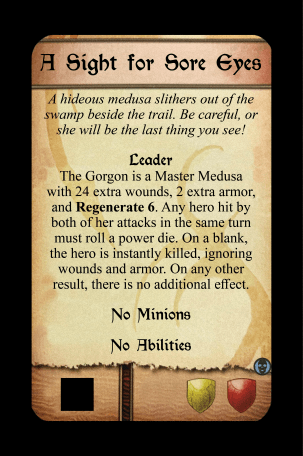 A Sight for Sore Eyes
A hideous medusa slithers out of the
swamp beside the trail. Be careful, or
she will be the last thing you see!
Leader
The Gorgon is a Master Medusa
with 24 extra wounds, 2 extra armor,
and Regenerate 6. Any hero hit by
both of her attacks in the same turn
must roll a power die. On a blank,
the hero is instantly killed, ignoring
wounds and armor. On any other
result, there is no additional effect.
No Minions
No Abilities